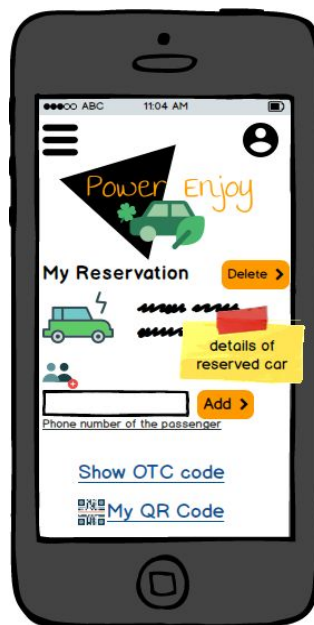 ABC 11:04 AM
Power Enjoy
My Reservation Delete >
details of
reserved car
Add >
Phone number of the passenger
Show OTC code
My QR Code